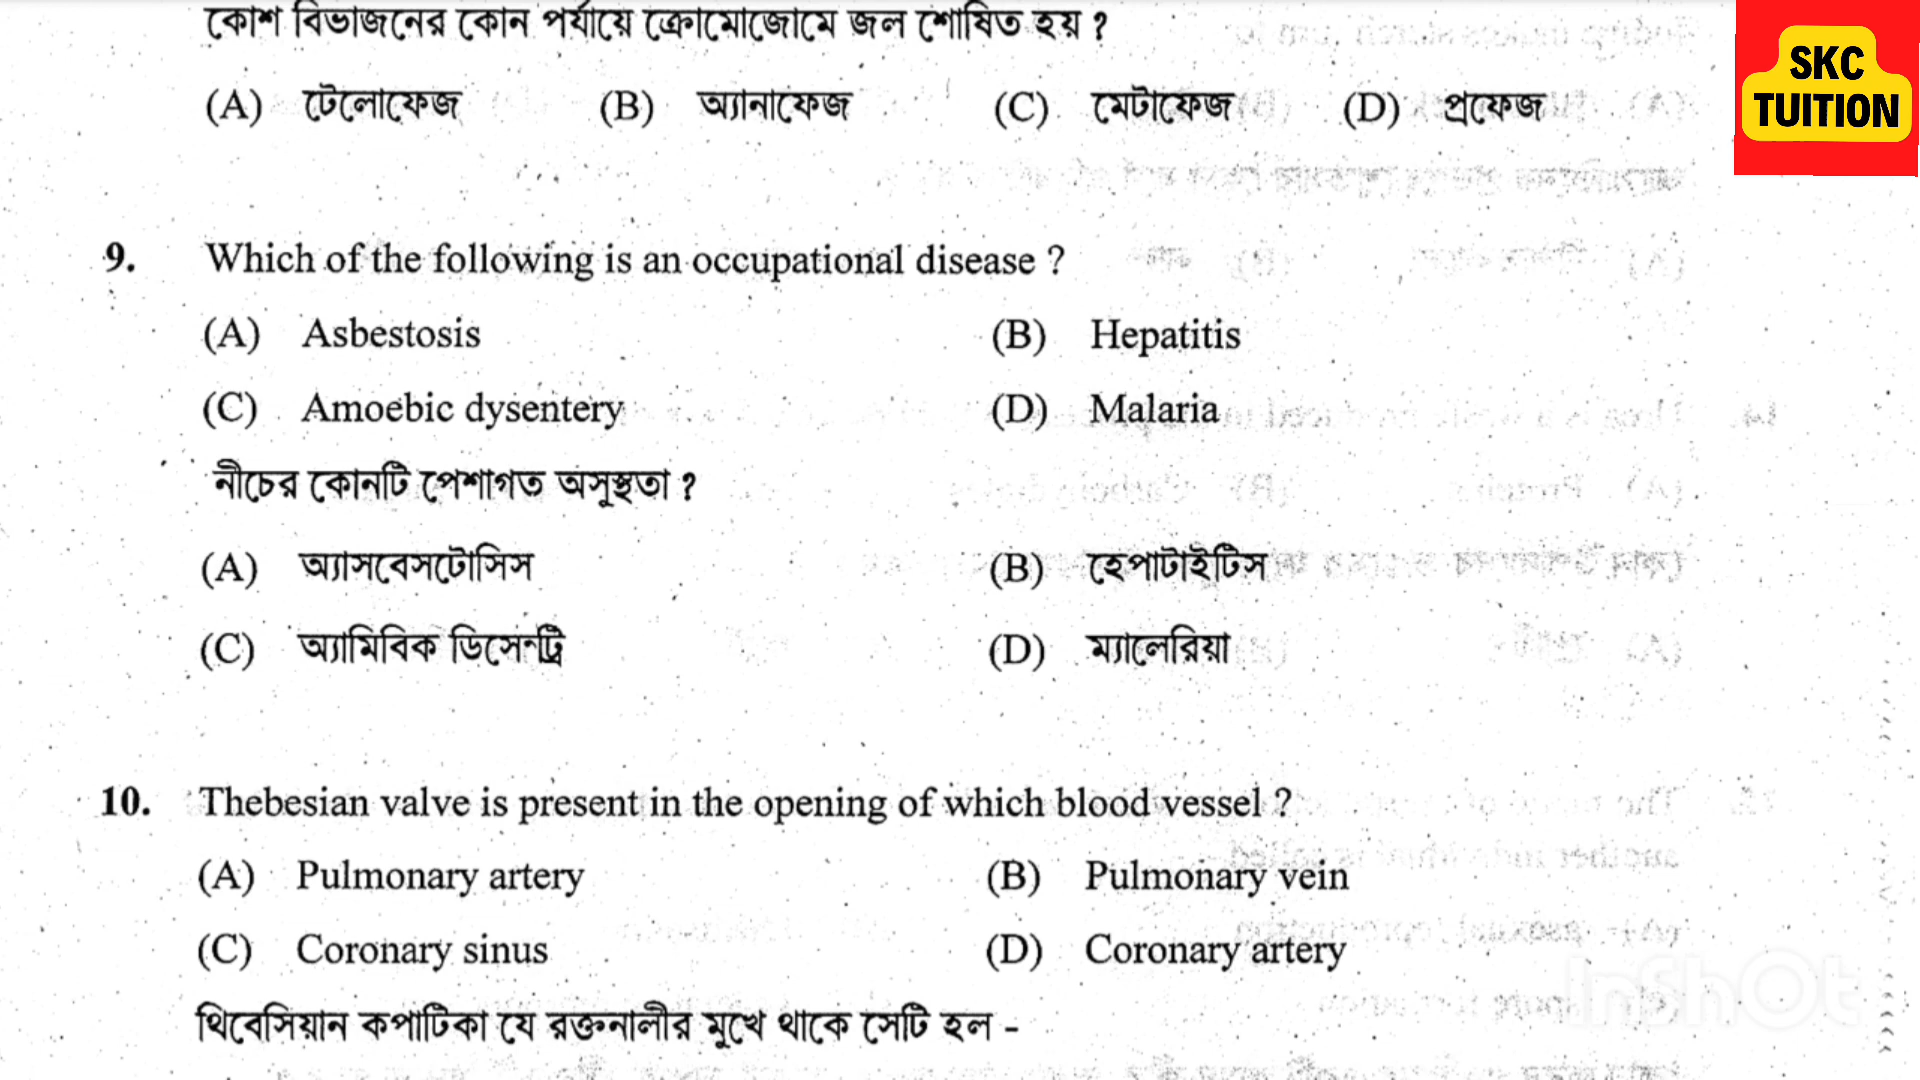 কোশ বিভাজনের কোন পর্যায়ে ক্রোমোজোমে জল শোষিত হয় ?
(A) টেলোফেজ (B) অ্যানাফেজ (C) মেটাফেজ (D) প্রফেজ
SKC
TUITION
9. Which of the following is an occupational disease ?
(A) Asbestosis (B) Hepatitis
(C) Amoebic dysentery (D) Malaria
নীচের কোনটি পেশাগত অসুস্থতা ?
(A) অ্যাসবেসটোসিস (B) হেপাটাইটিস
(C) অ্যামিবিক ডিসেন্ট্রি (D) ম্যালেরিয়া
10. Thebesian valve is present in the opening of which blood vessel ?
(A) Pulmonary artery (B) Pulmonary vein
(C) Coronary sinus (D) Coronary artery
থিবেসিয়ান কপাটিকা যে রক্তনালীর মুখে থাকে সেটি হল -
InShOt